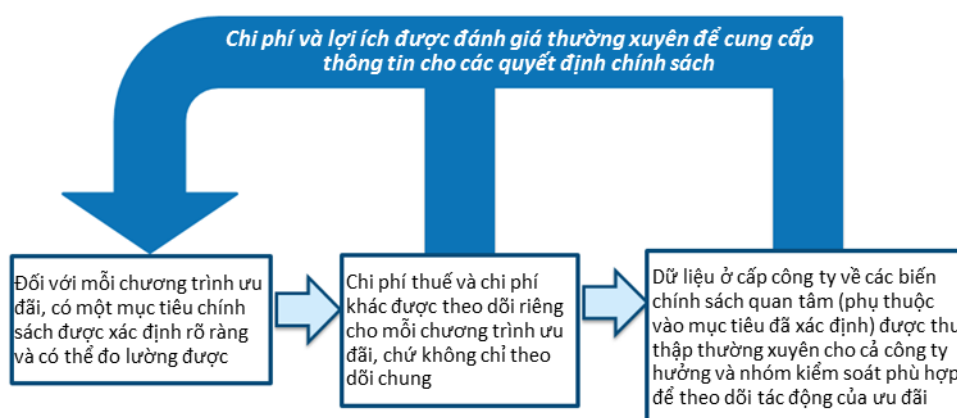 Chi phí và lợi ích được đánh giá thường xuyên để cung cấp
thông tin cho các quyết định chính sách
Đối với mỗi chương trình ưu
đãi, có một mục tiêu chính
sách được xác định rõ ràng
và có thể đo lường được
Chi phí thuế và chi phí
khác được theo dõi riêng
cho mỗi chương trình ưu
đãi, chứ không chỉ theo
dõi chung
Dữ liệu ở cấp công ty về các biến
chính sách quan tâm (phụ thuộc
vào mục tiêu đã xác định) được thu
thập thường xuyên cho cả công ty
hưởng và nhóm kiểm soát phù hợp
để theo dõi tác động của ưu đãi